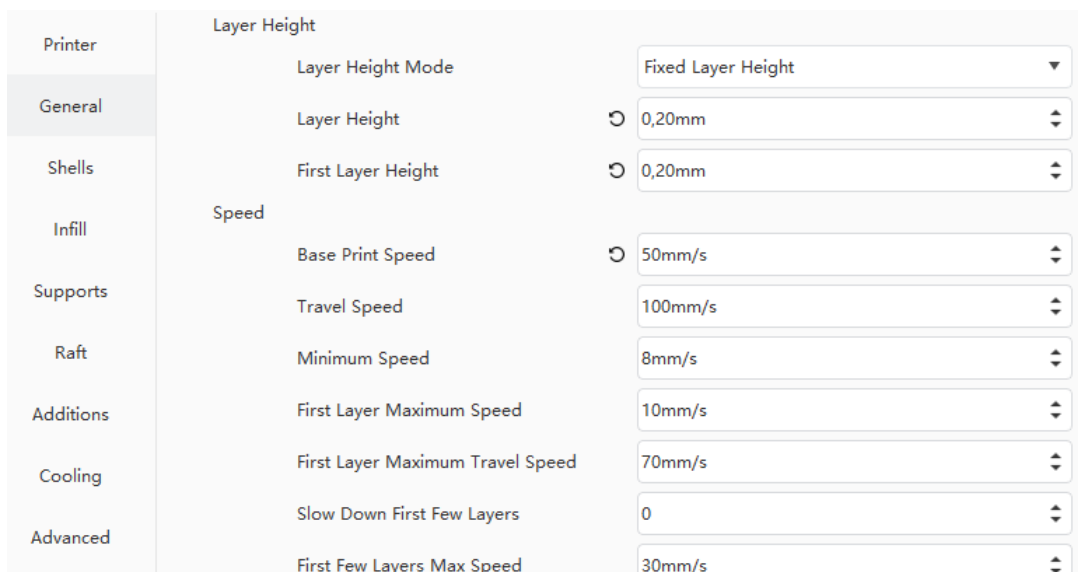 Printer
General
Shells
Infill
Supports
Raft
Additions
Cooling
Advanced
Layer Height
Layer Height Mode Fixed Layer Height
Layer Height 0,20mm
First Layer Height 0,20mm
Speed
Base Print Speed 50mm/s
Travel Speed 100mm/s
Minimum Speed 8mm/s
First Layer Maximum Speed 10mm/s
First Layer Maximum Travel Speed 70mm/s
Slow Down First Few Layers 0
First Few Layers Max Speed 30mm/s